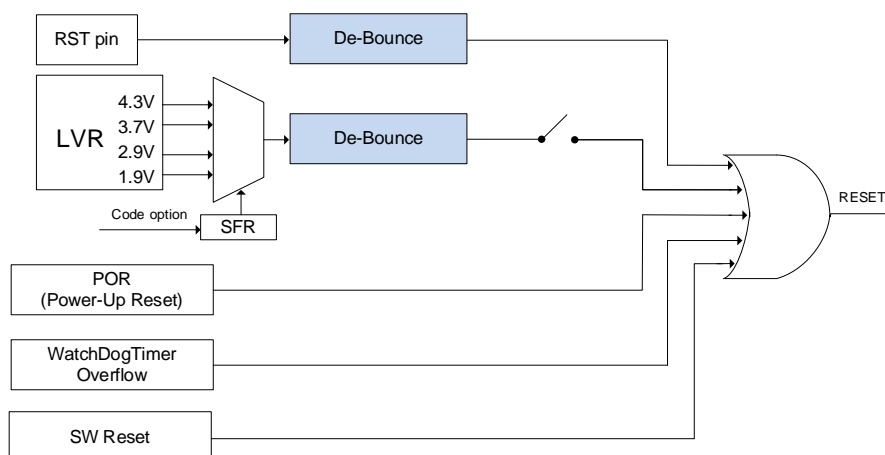 RST pin
De-Bounce
LVR
4.3V
3.7V
2.9V
1.9V
De-Bounce
Code option
SFR
RESET
POR
(Power-Up Reset)
WatchDogTimer
Overflow
SW Reset